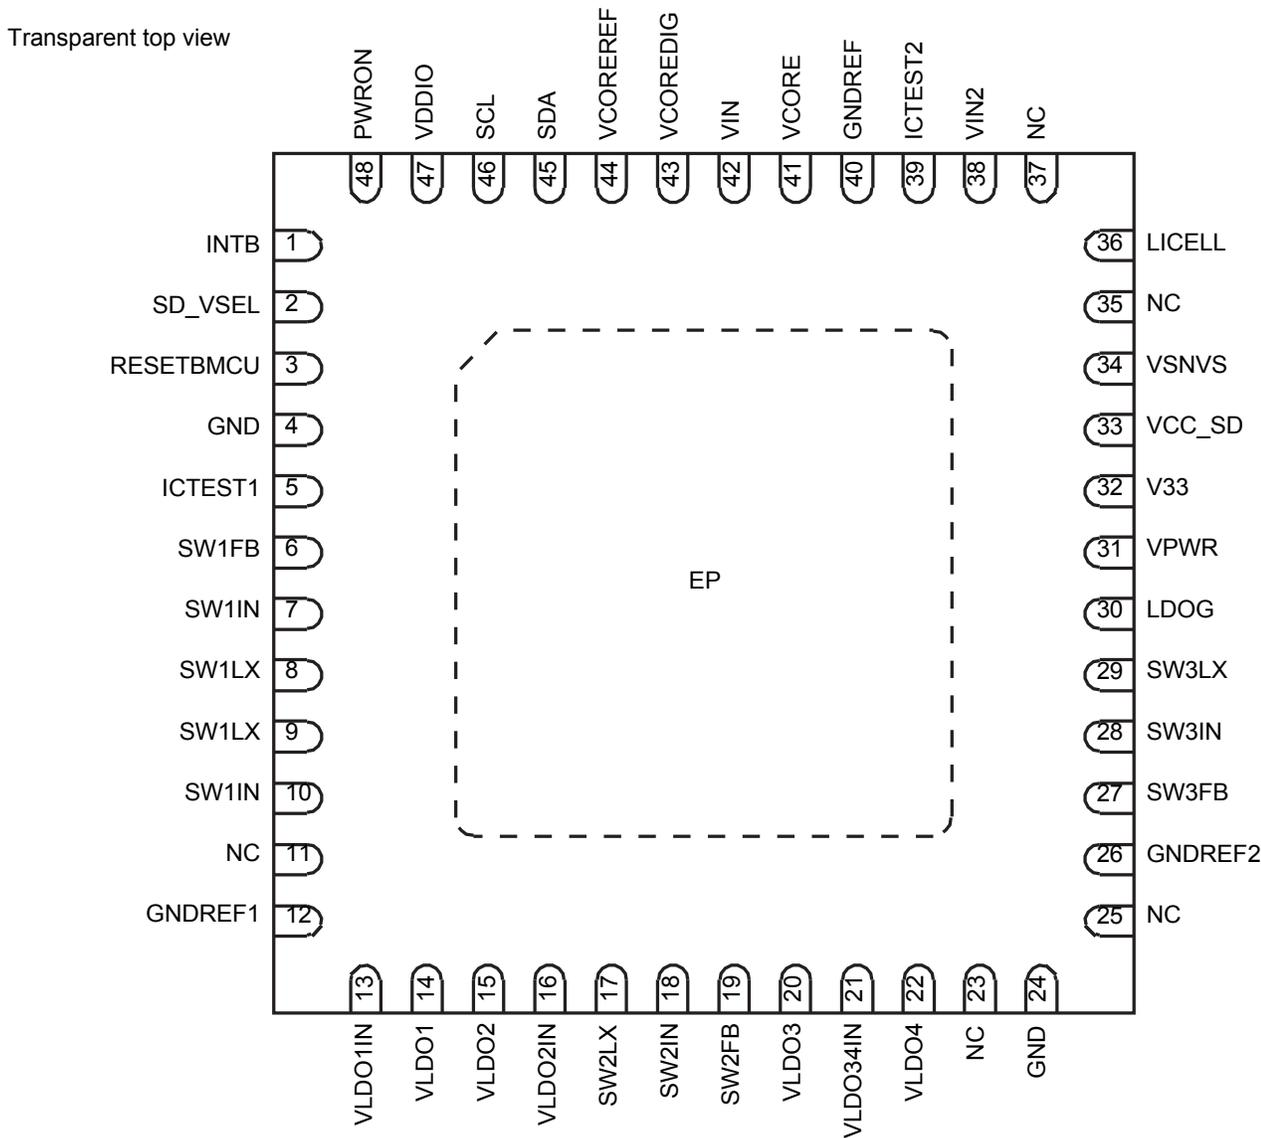 Transparent top view
PWRON
VDDIO
SCL
SDA
VCOREREF
VCOREDIG
VIN
VCORE
GNDREF
ICTEST2
VIN2
NC
48
47
46
45
44
43
42
41
40
39
38
37
INTB 1
SD_VSEL 2
RESETBMCU 3
GND 4
ICTEST1 5
SW1FB 6
SW1IN 7
SW1LX 8
SW1LX 9
SW1IN 10
NC 11
GNDREF1 12
EP
36 LICELL
35 NC
34 VSNVS
33 VCC_SD
32 V33
31 VPWR
30 LDOG
29 SW3LX
28 SW3IN
27 SW3FB
26 GNDREF2
25 NC
13
14
15
16
17
18
19
20
21
22
23
24
VLDO1IN
VLDO1
VLDO2
VLDO2IN
SW2LX
SW2IN
SW2FB
VLDO3
VLDO34IN
VLDO4
NC
GND